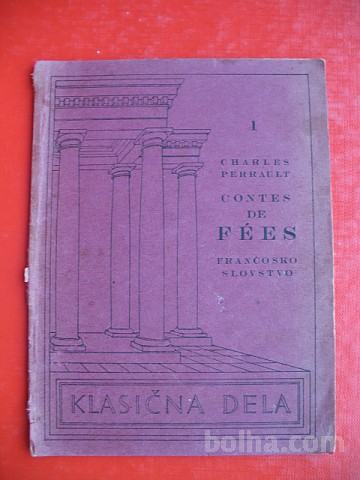 1
CHARLES
PERRAULT
CONTES
DE
FÉES
FRANCOSKO
SLOVSTVO
KLASIČNA DELA
bolha.com